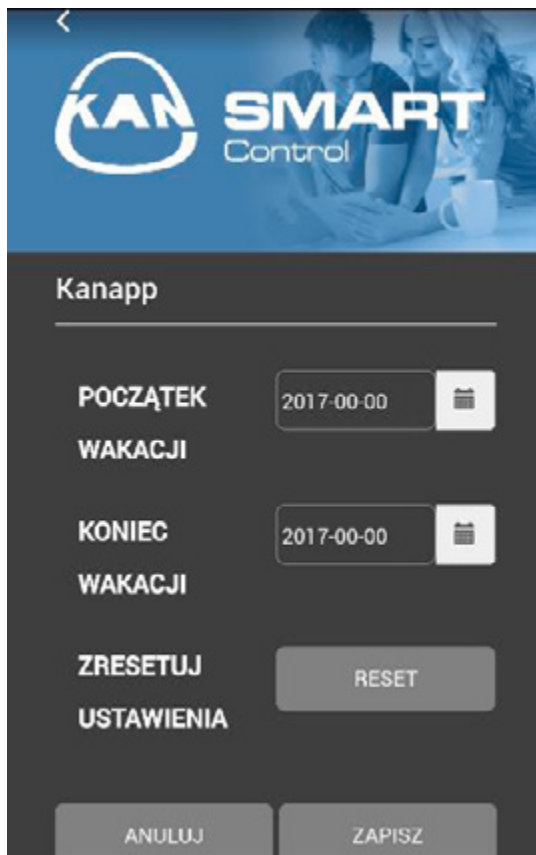 KAN SMART
Control
Kanapp
POCZĄTEK
WAKACJI
2017-00-00
KONIEC
WAKACJI
2017-00-00
ZRESETUJ
USTAWIENIA
RESET
ANULUJ ZAPISZ